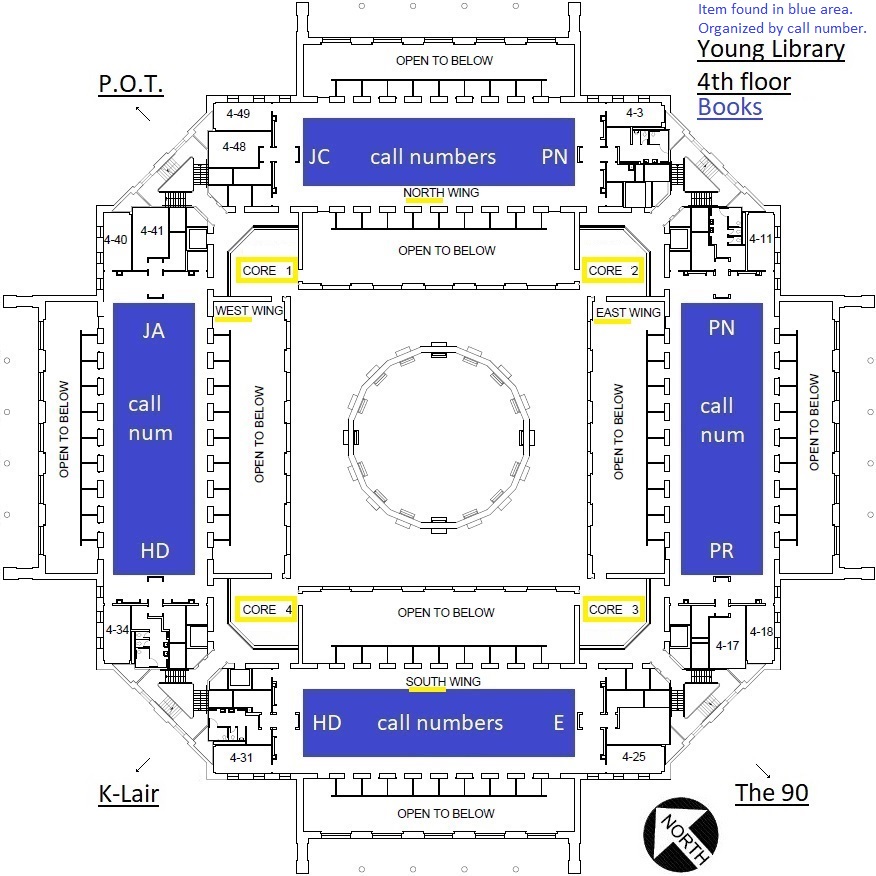 Item found in blue area.
Organized by call number.
Young Library
4th floor
Books
OPEN TO BELOW
P.O.T.
4-49
4-3
4-48
JC call numbers PN
NORTH WING
4-40
4-41
4-11
OPEN TO BELOW
CORE 1
CORE 2
WEST WING
EAST WING
JA
call
num
HD
PN
call
num
PR
OPEN TO BELOW
OPEN TO BELOW
OPEN TO BELOW
OPEN TO BELOW
CORE 4
CORE 3
OPEN TO BELOW
4-34
4-17
4-18
SOUTH WING
HD call numbers E
4-31
4-25
K-Lair
The 90
OPEN TO BELOW
NORTH